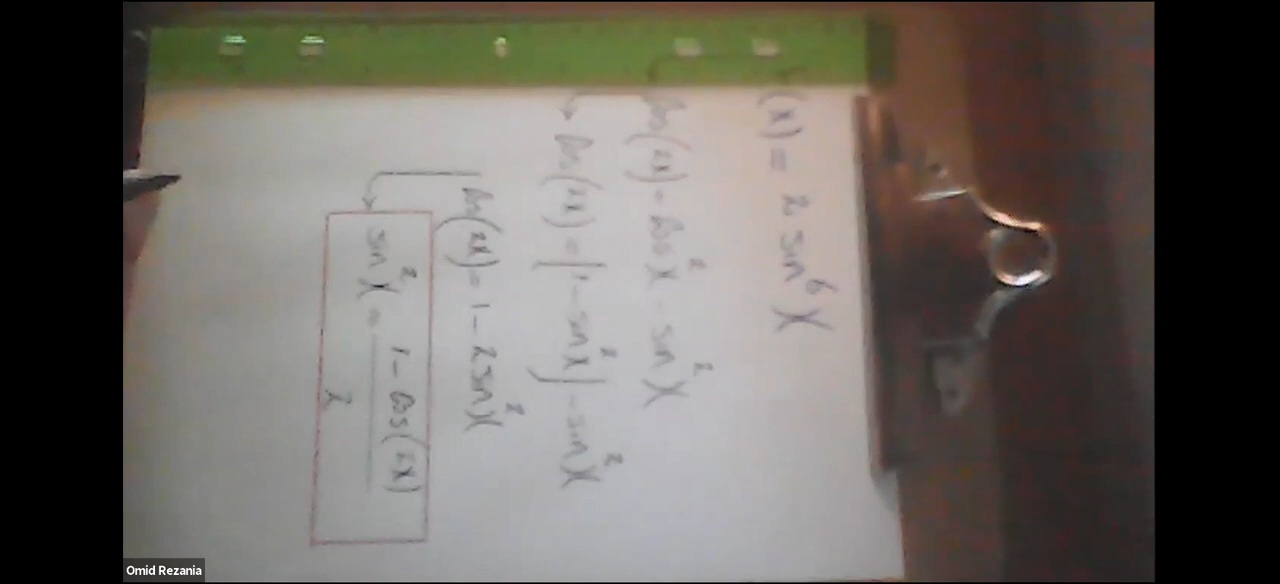 (x) = 2 sin⁶x
Cos(2x) = Cos²x - sin²x
Cos(2x) = (1 - sin²x) - sin²x
Cos(2x) = 1 - 2sin²x
sin²x = (1 - Cos(2x)) / 2
Omid Rezania